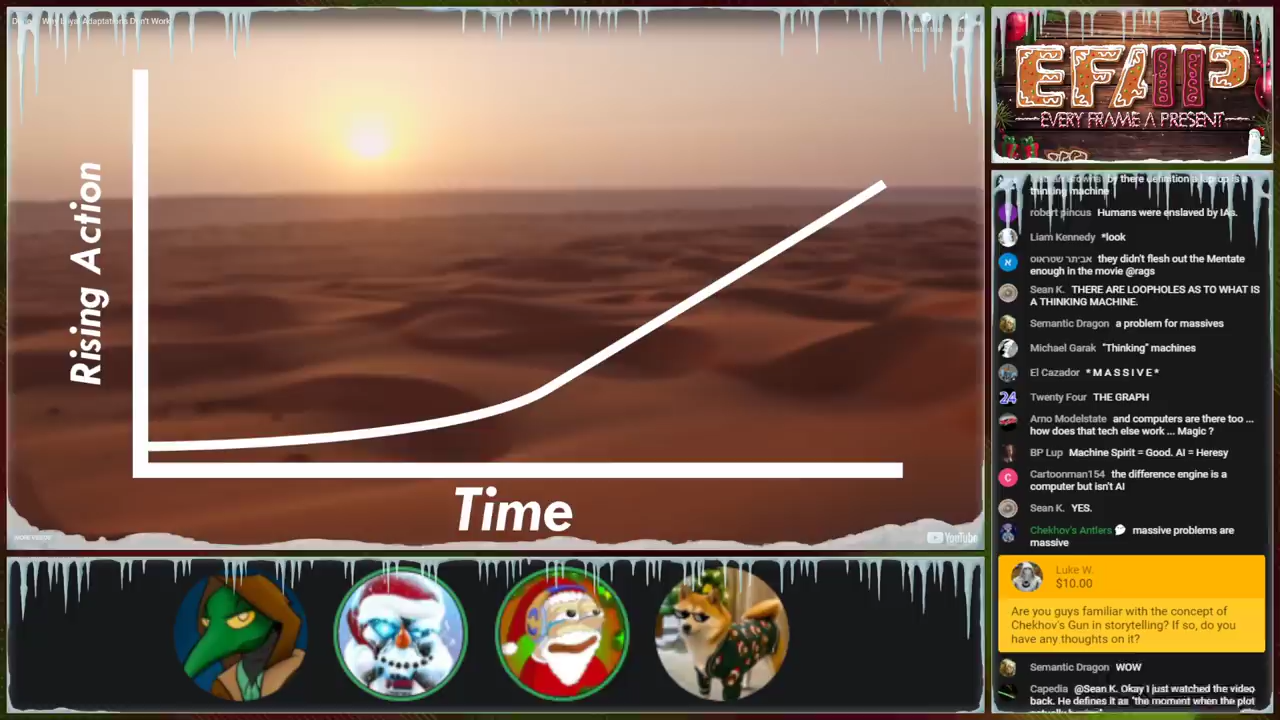 Why Loyal Adaptations Don't Work
Rising Action
Time
MORE VIDEOS
YouTube
EFAP
EVERY FRAME A PRESENT
by there definition a laptop is a
thinking machine
robert pincus Humans were enslaved by IAs.
Liam Kennedy *look
אביתר שטראוס they didn't flesh out the Mentate
enough in the movie @rags
Sean K. THERE ARE LOOPHOLES AS TO WHAT IS
A THINKING MACHINE.
Semantic Dragon a problem for massives
Michael Garak "Thinking" machines
El Cazador * M A S S I V E *
24 Twenty Four THE GRAPH
Arno Modelstate and computers are there too ...
how does that tech else work ... Magic ?
BP Lup Machine Spirit = Good. AI = Heresy
C Cartoonman154 the difference engine is a
computer but isn't AI
Sean K. YES.
Chekhov's Antlers massive problems are
massive
Luke W.
$10.00
Are you guys familiar with the concept of
Chekhov's Gun in storytelling? If so, do you
have any thoughts on it?
Semantic Dragon WOW
Capedia @Sean K. Okay I just watched the video
back. He defines it as "the moment when the plot